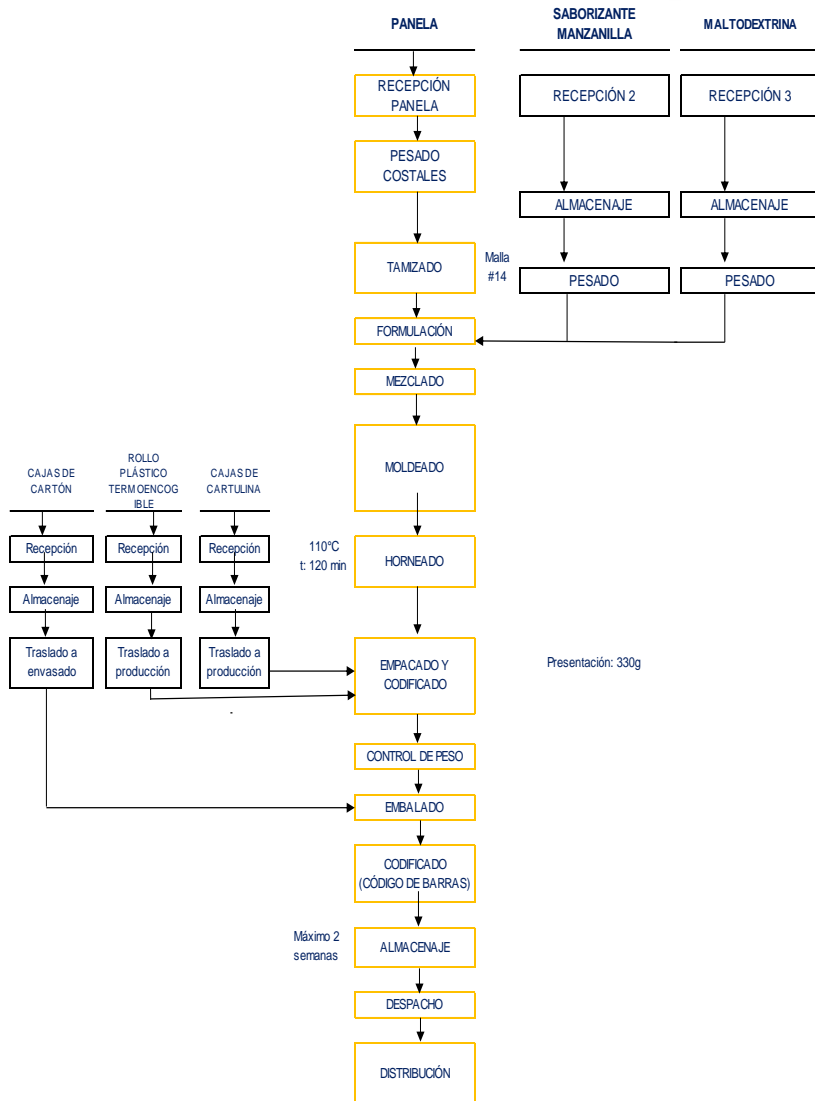 PANELA
SABORIZANTE
MANZANILLA
MALTODEXTRINA
RECEPCIÓN
PANELA
RECEPCIÓN 2
RECEPCIÓN 3
PESADO
COSTALES
ALMACENAJE
ALMACENAJE
TAMIZADO
Malla
#14
PESADO
PESADO
FORMULACIÓN
MEZCLADO
MOLDEADO
CAJAS DE
CARTÓN
ROLLO
PLÁSTICO
TERMOENCOG
IBLE
CAJAS DE
CARTULINA
Recepción
Recepción
Recepción
110°C
t: 120 min
HORNEADO
Almacenaje
Almacenaje
Almacenaje
Traslado a
envasado
Traslado a
producción
Traslado a
producción
EMPACADO Y
CODIFICADO
Presentación: 330g
CONTROL DE PESO
EMBALADO
CODIFICADO
(CÓDIGO DE BARRAS)
Máximo 2
semanas
ALMACENAJE
DESPACHO
DISTRIBUCIÓN